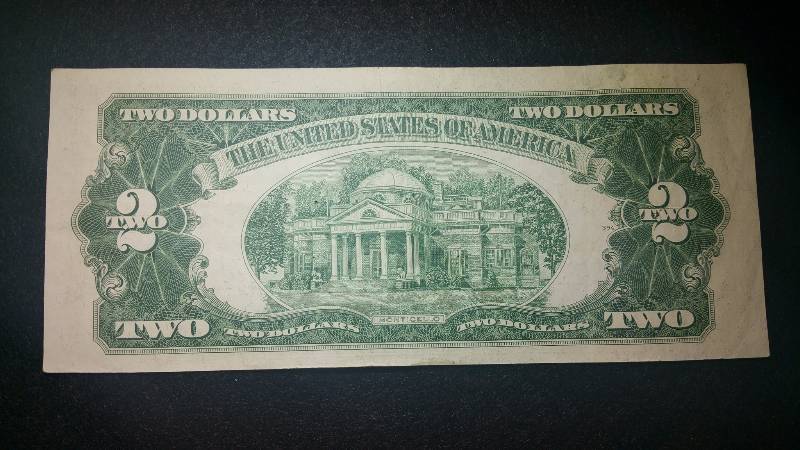 TWO DOLLARS TWO DOLLARS
THE UNITED STATES OF AMERICA
2 2
TWO TWO
TWO TWO DOLLARS MONTICELLO TWO DOLLARS TWO